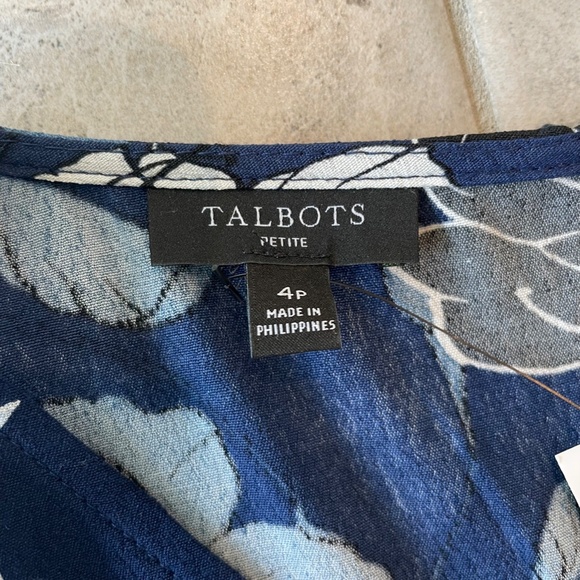 TALBOTS
PETITE
4P
MADE IN
PHILIPPINES